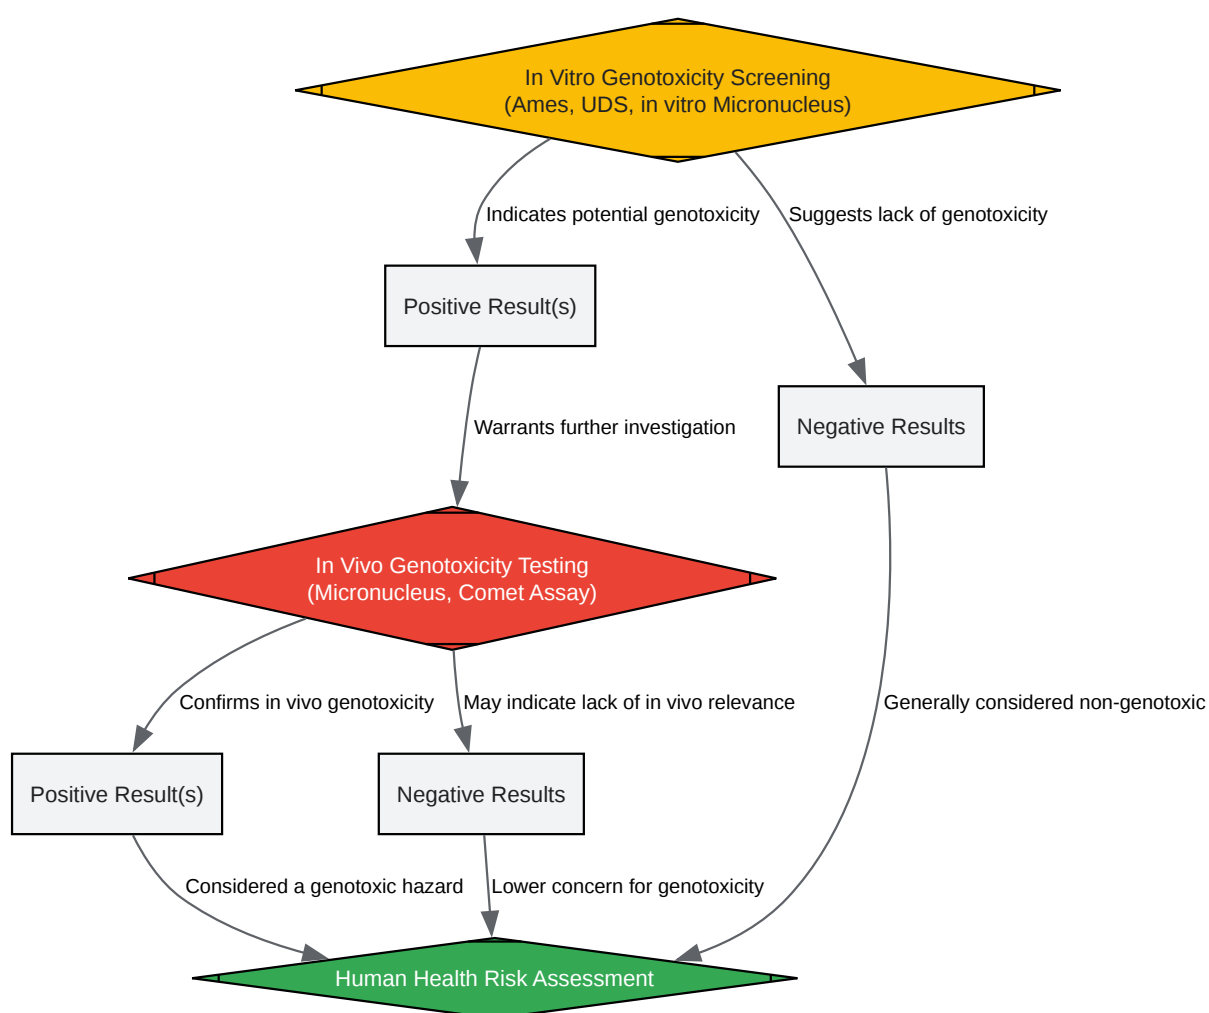 In Vitro Genotoxicity Screening
(Ames, UDS, in vitro Micronucleus)
Indicates potential genotoxicity
Suggests lack of genotoxicity
Positive Result(s)
Negative Results
Warrants further investigation
In Vivo Genotoxicity Testing
(Micronucleus, Comet Assay)
Confirms in vivo genotoxicity
May indicate lack of in vivo relevance
Generally considered non-genotoxic
Positive Result(s)
Negative Results
Considered a genotoxic hazard
Lower concern for genotoxicity
Human Health Risk Assessment